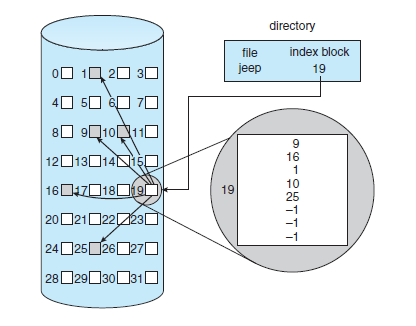 directory
file index block
jeep 19
0 1 2 3
4 5 6 7
8 9 10 11
12 13 14 15
16 17 18 19
20 21 22 23
24 25 26 27
28 29 30 31
19
9
16
1
10
25
–1
–1
–1